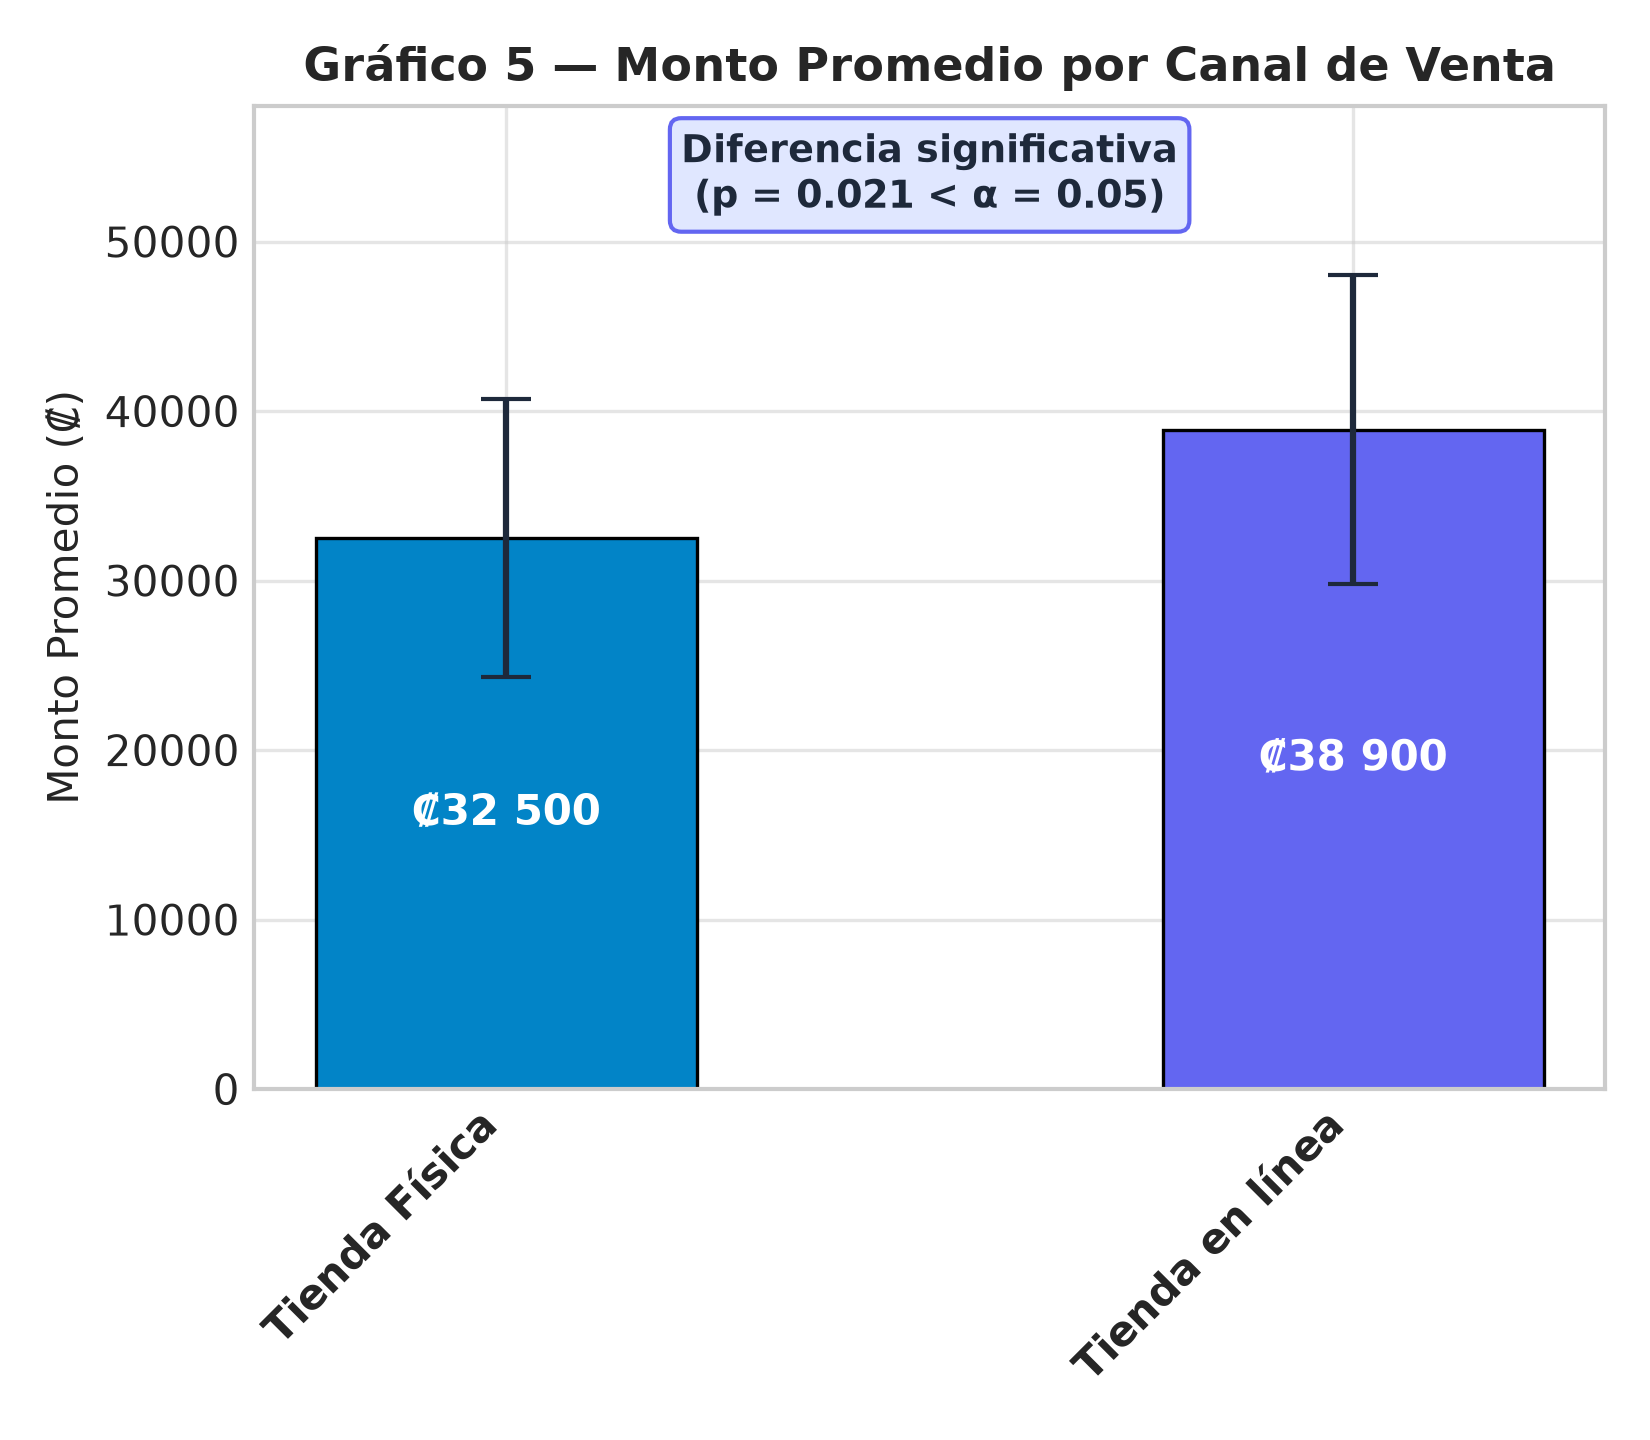 Gráfico 5 — Monto Promedio por Canal de Venta
Diferencia significativa
(p = 0.021 < α = 0.05)
Monto Promedio (₡)
50000
40000
30000
20000
10000
0
₡32 500
₡38 900
Tienda Física
Tienda en línea